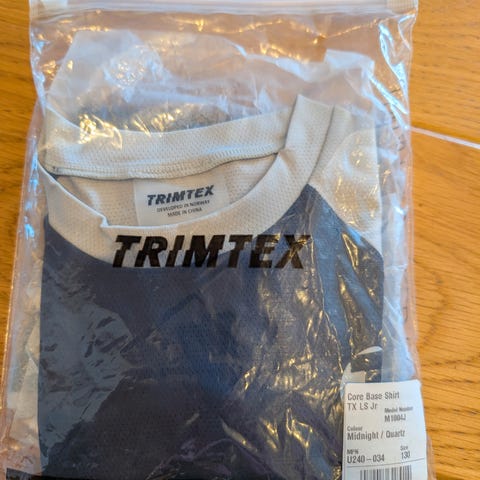 TRIMTEX
DEVELOPED IN NORWAY
MADE IN CHINA
TRIMTEX
Core Base Shirt
TX LS Jr
Model Number
M1004J
Colour
Midnight / Quartz
MPN
U240-034
Size
130